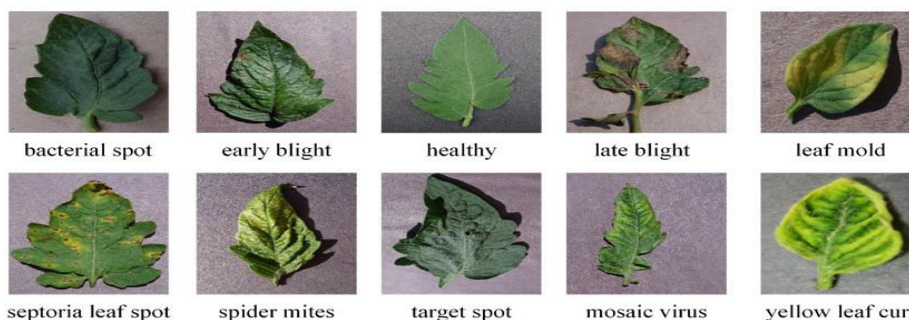 bacterial spot early blight healthy late blight leaf mold
septoria leaf spot spider mites target spot mosaic virus yellow leaf cur